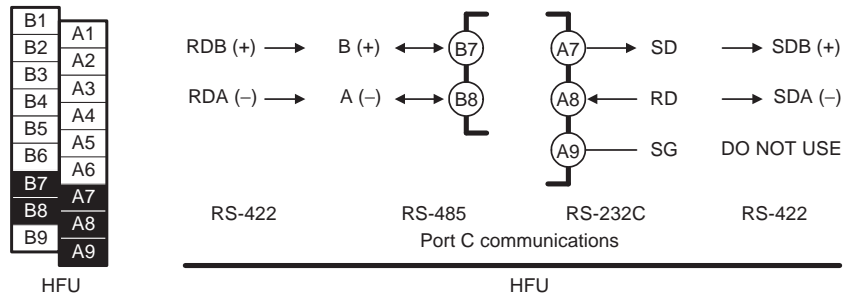 B1
B2
B3
B4
B5
B6
B7
B8
B9
A1
A2
A3
A4
A5
A6
A7
A8
A9
HFU
RDB (+) B (+) B7 A7 SD SDB (+)
RDA (−) A (−) B8 A8 RD SDA (−)
A9 SG DO NOT USE
RS-422 RS-485 RS-232C RS-422
Port C communications
HFU